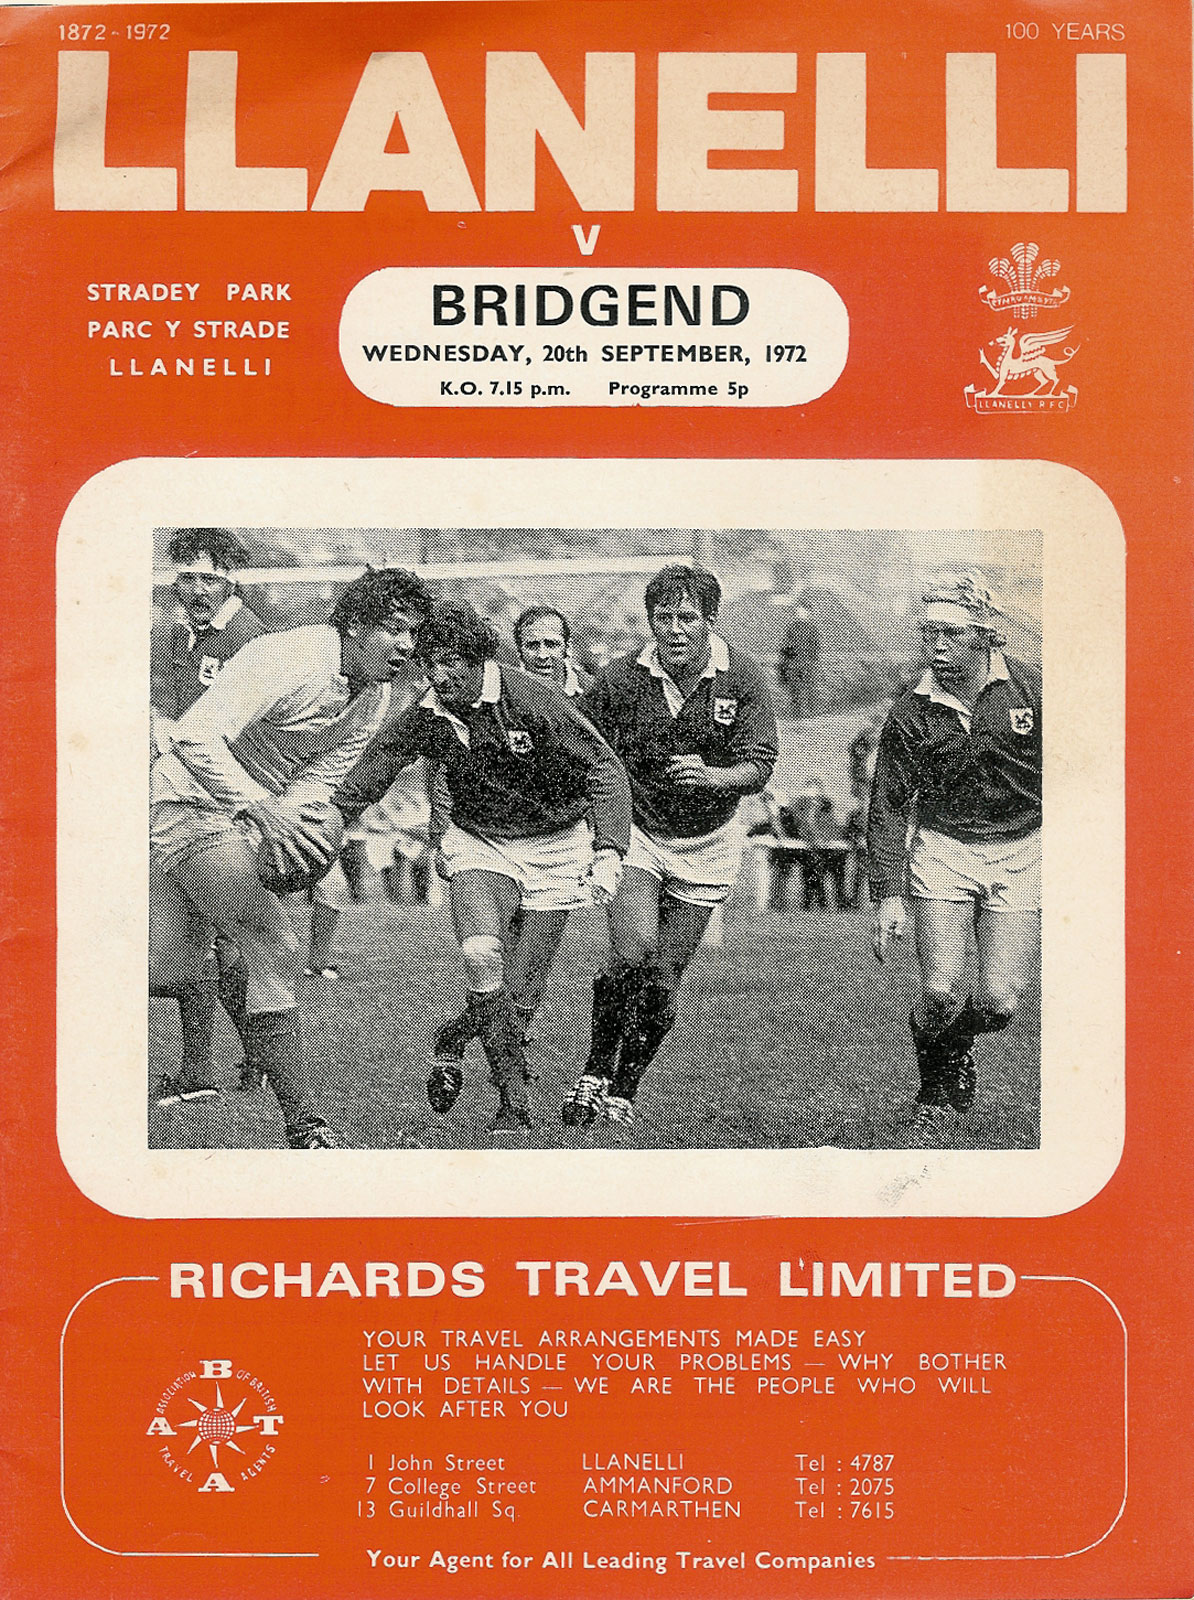 1872-1972
100 YEARS
LLANELLI
V
STRADEY PARK
PARC Y STRADE
LLANELLI
BRIDGEND
WEDNESDAY, 20th SEPTEMBER, 1972
K.O. 7.15 p.m. Programme 5p
LLANELLY R.F.C.
RICHARDS TRAVEL LIMITED
YOUR TRAVEL ARRANGEMENTS MADE EASY
LET US HANDLE YOUR PROBLEMS — WHY BOTHER
WITH DETAILS — WE ARE THE PEOPLE WHO WILL
LOOK AFTER YOU
ABTA
ASSOCIATION OF BRITISH TRAVEL AGENTS
1 John Street LLANELLI Tel : 4787
7 College Street AMMANFORD Tel : 2075
13 Guildhall Sq. CARMARTHEN Tel : 7615
Your Agent for All Leading Travel Companies